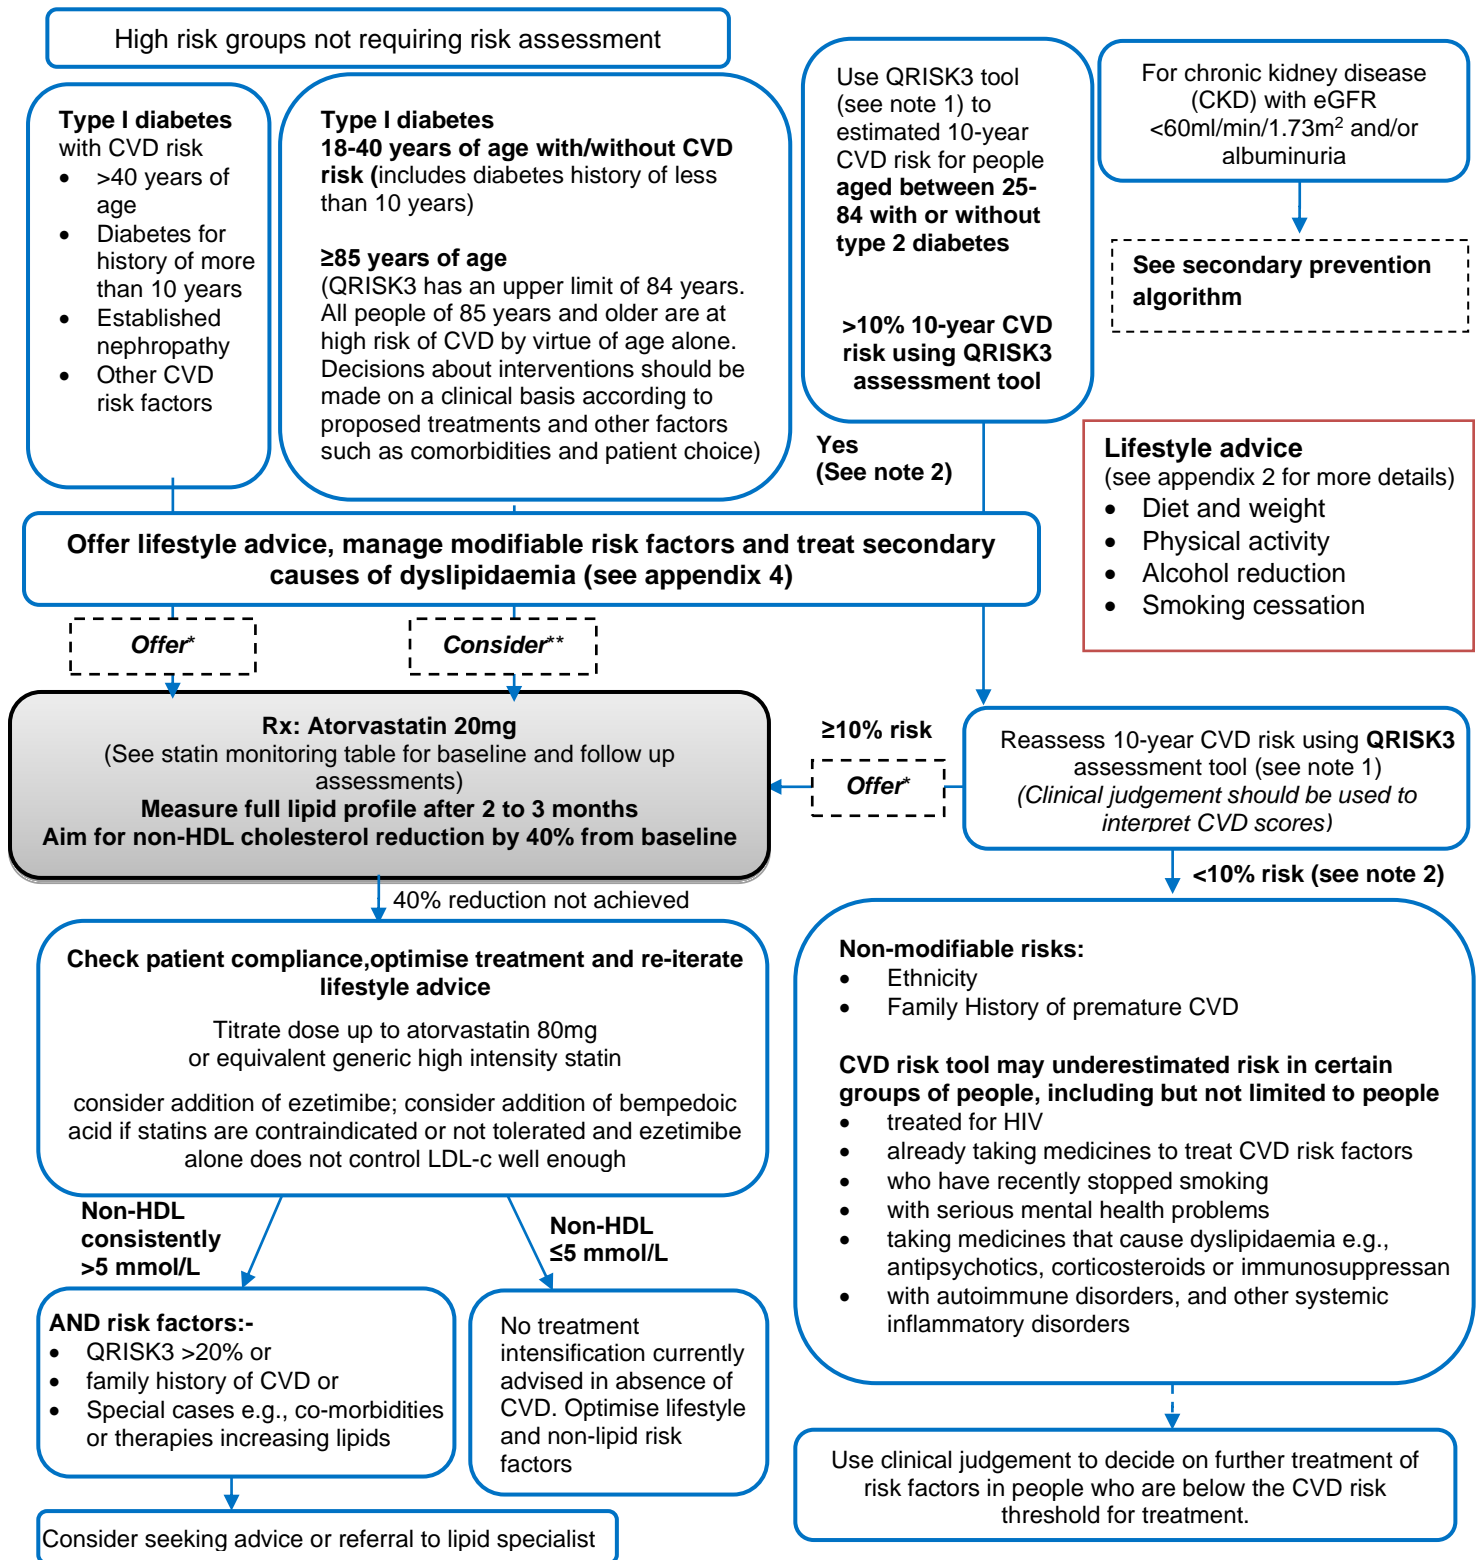 High risk groups not requiring risk assessment
Type I diabetes
with CVD risk
• >40 years of
age
• Diabetes for
history of more
than 10 years
• Established
nephropathy
• Other CVD
risk factors
Type I diabetes
18-40 years of age with/without CVD
risk (includes diabetes history of less
than 10 years)
≥85 years of age
(QRISK3 has an upper limit of 84 years.
All people of 85 years and older are at
high risk of CVD by virtue of age alone.
Decisions about interventions should be
made on a clinical basis according to
proposed treatments and other factors
such as comorbidities and patient choice)
Use QRISK3 tool
(see note 1) to
estimated 10-year
CVD risk for people
aged between 25-
84 with or without
type 2 diabetes
>10% 10-year CVD
risk using QRISK3
assessment tool
For chronic kidney disease
(CKD) with eGFR
<60ml/min/1.73m² and/or
albuminuria
See secondary prevention
algorithm
Yes
(See note 2)
Lifestyle advice
(see appendix 2 for more details)
• Diet and weight
• Physical activity
• Alcohol reduction
• Smoking cessation
Offer lifestyle advice, manage modifiable risk factors and treat secondary
causes of dyslipidaemia (see appendix 4)
Offer*
Consider**
Rx: Atorvastatin 20mg
(See statin monitoring table for baseline and follow up
assessments)
Measure full lipid profile after 2 to 3 months
Aim for non-HDL cholesterol reduction by 40% from baseline
≥10% risk
Offer*
Reassess 10-year CVD risk using QRISK3
assessment tool (see note 1)
(Clinical judgement should be used to
interpret CVD scores)
40% reduction not achieved
<10% risk (see note 2)
Check patient compliance,optimise treatment and re-iterate
lifestyle advice
Titrate dose up to atorvastatin 80mg
or equivalent generic high intensity statin
consider addition of ezetimibe; consider addition of bempedoic
acid if statins are contraindicated or not tolerated and ezetimibe
alone does not control LDL-c well enough
Non-modifiable risks:
• Ethnicity
• Family History of premature CVD
CVD risk tool may underestimated risk in certain
groups of people, including but not limited to people
• treated for HIV
• already taking medicines to treat CVD risk factors
• who have recently stopped smoking
• with serious mental health problems
• taking medicines that cause dyslipidaemia e.g.,
antipsychotics, corticosteroids or immunosuppressan
• with autoimmune disorders, and other systemic
inflammatory disorders
Non-HDL
consistently
>5 mmol/L
Non-HDL
≤5 mmol/L
AND risk factors:-
• QRISK3 >20% or
• family history of CVD or
• Special cases e.g., co-morbidities
or therapies increasing lipids
No treatment
intensification currently
advised in absence of
CVD. Optimise lifestyle
and non-lipid risk
factors
Use clinical judgement to decide on further treatment of
risk factors in people who are below the CVD risk
threshold for treatment.
Consider seeking advice or referral to lipid specialist